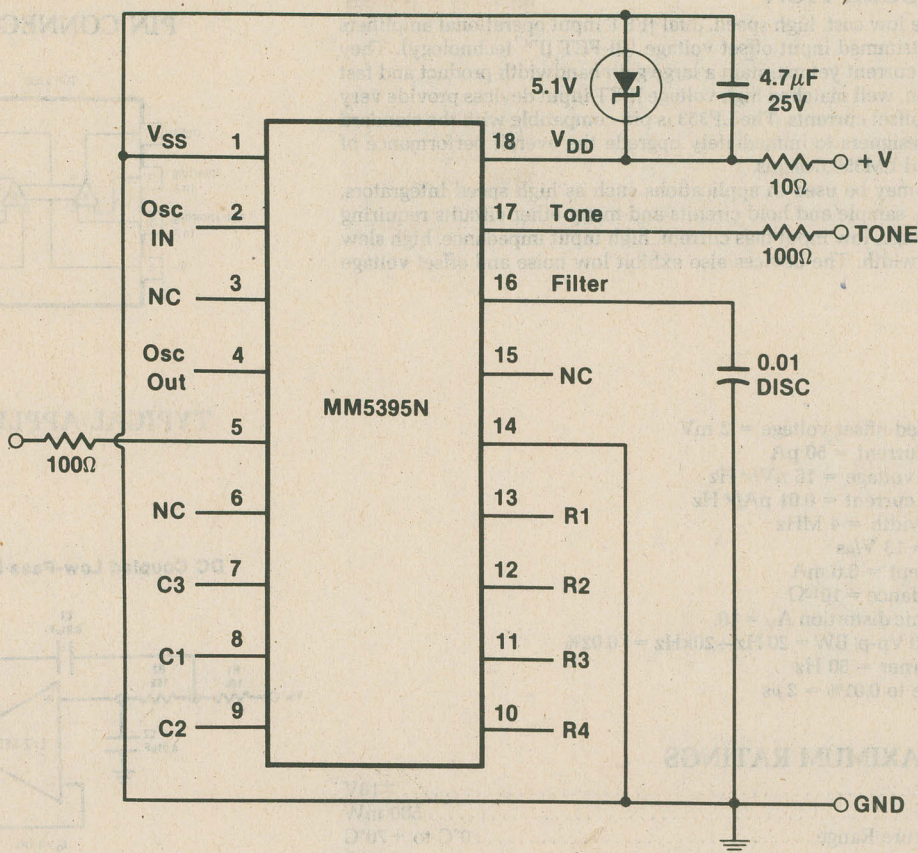 5.1V
4.7µF
25V
VSS
1
18
VDD
+ V
10Ω
Osc
IN
2
17
Tone
TONE
100Ω
NC
3
16
Filter
Osc
Out
4
15
NC
0.01
DISC
MM5395N
5
14
100Ω
NC
6
13
R1
C3
7
12
R2
C1
8
11
R3
C2
9
10
R4
GND